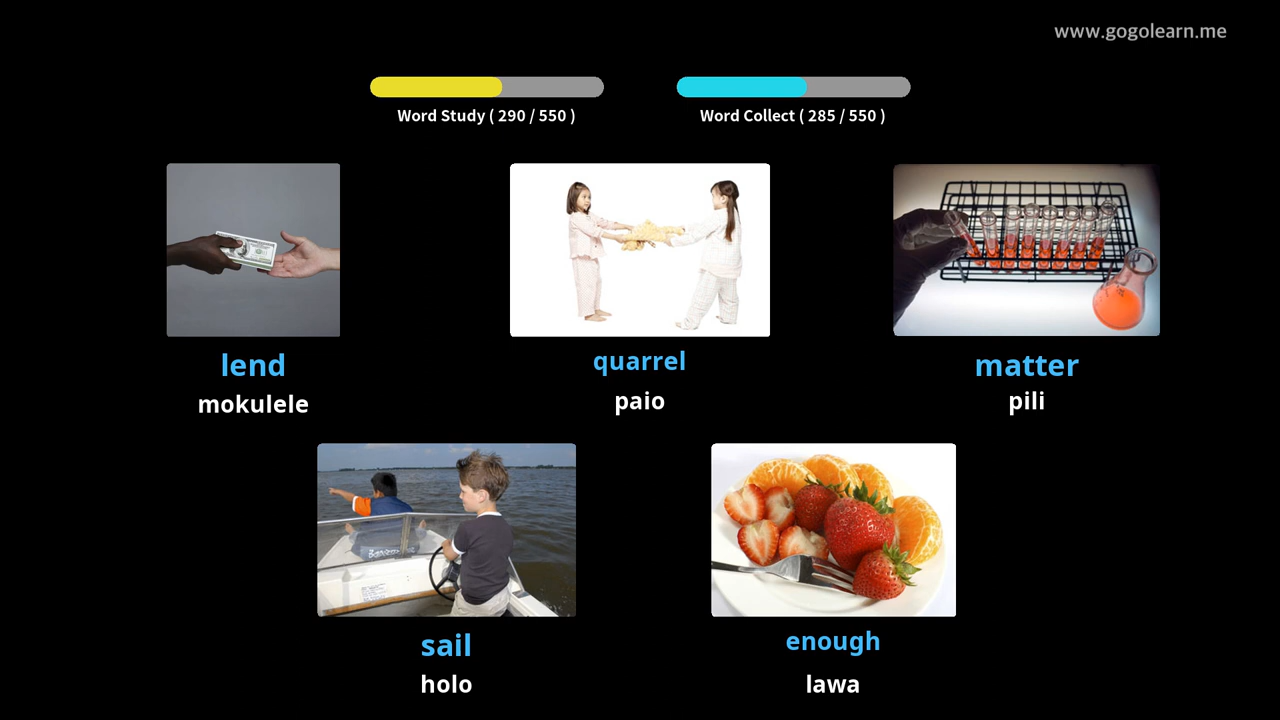 www.gogolearn.me
Word Study ( 290 / 550 )
Word Collect ( 285 / 550 )
lend
mokulele
quarrel
paio
matter
pili
sail
holo
enough
lawa